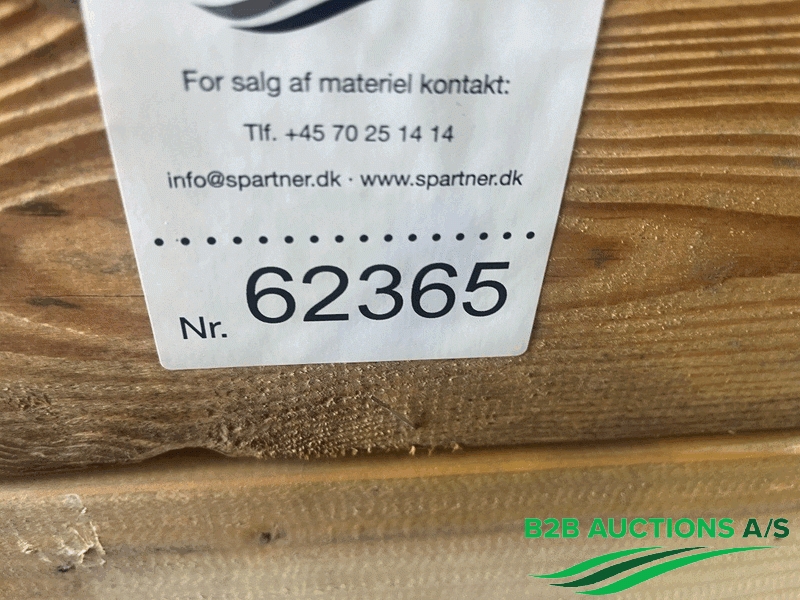 For salg af materiel kontakt:
Tlf. +45 70 25 14 14
info@spartner.dk · www.spartner.dk
Nr. 62365
B2B AUCTIONS A/S